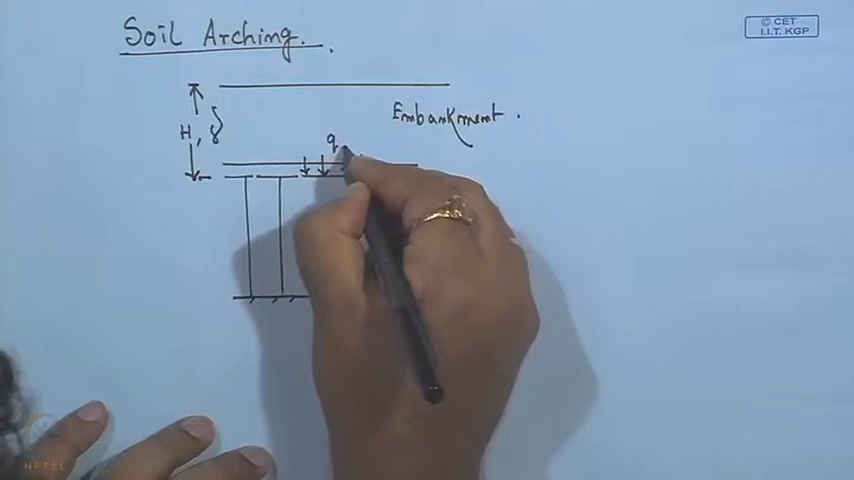 © CET
I.I.T. KGP
Soil Arching.
Embankment.
H, γ
q
NPTEL